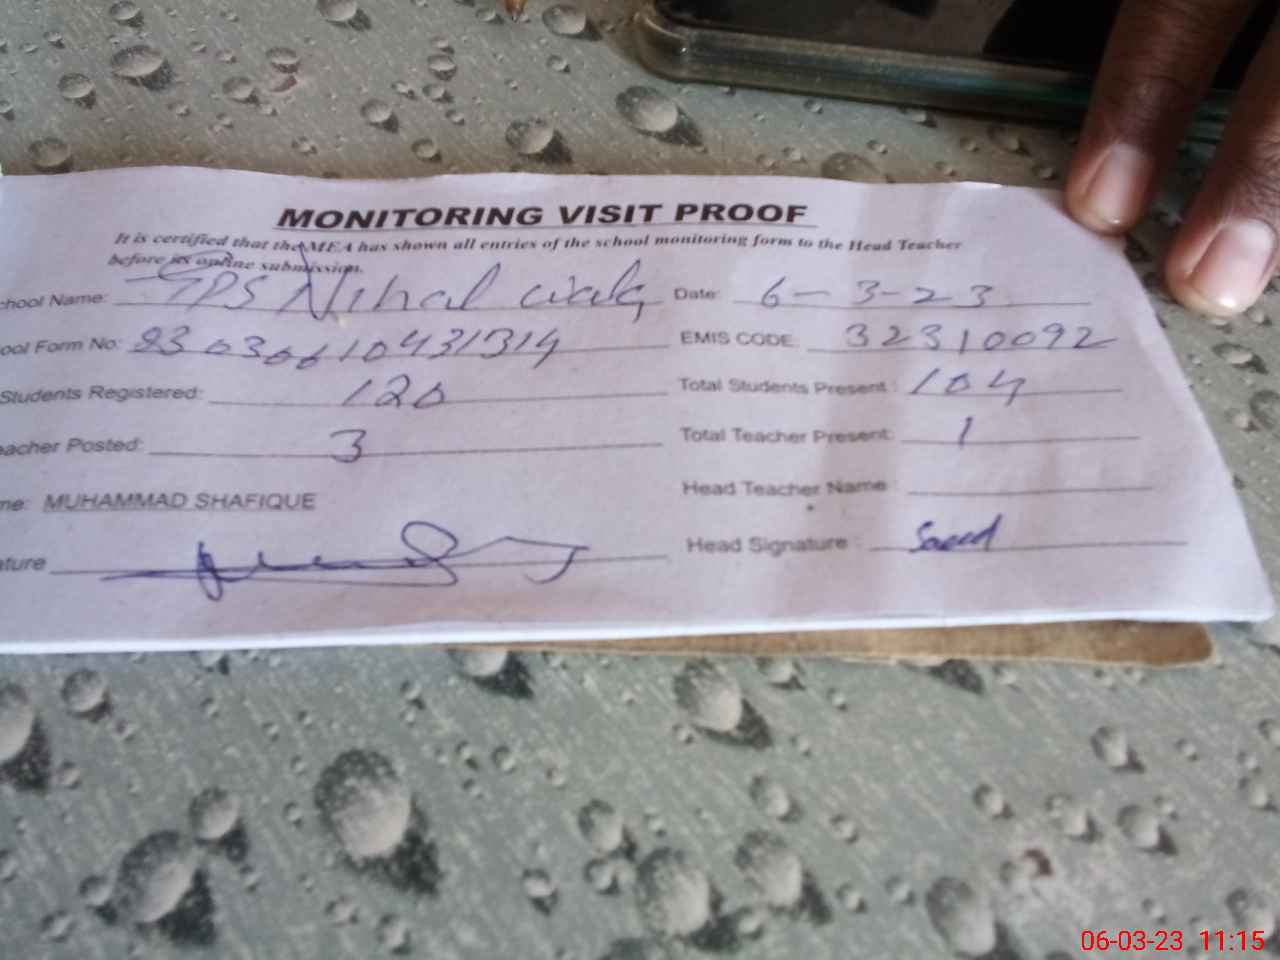 MONITORING VISIT PROOF
It is certified that the MEA has shown all entries of the school monitoring form to the Head Teacher
before its online submission.
chool Name: GPS Nihal wala Date: 6-3-23
ool Form No: 230306610431314 EMIS CODE: 32310092
Students Registered: 120 Total Students Present: 104
eacher Posted: 3 Total Teacher Present: 1
me: MUHAMMAD SHAFIQUE Head Teacher Name:
ature Head Signature: Saeed
06-03-23 11:15